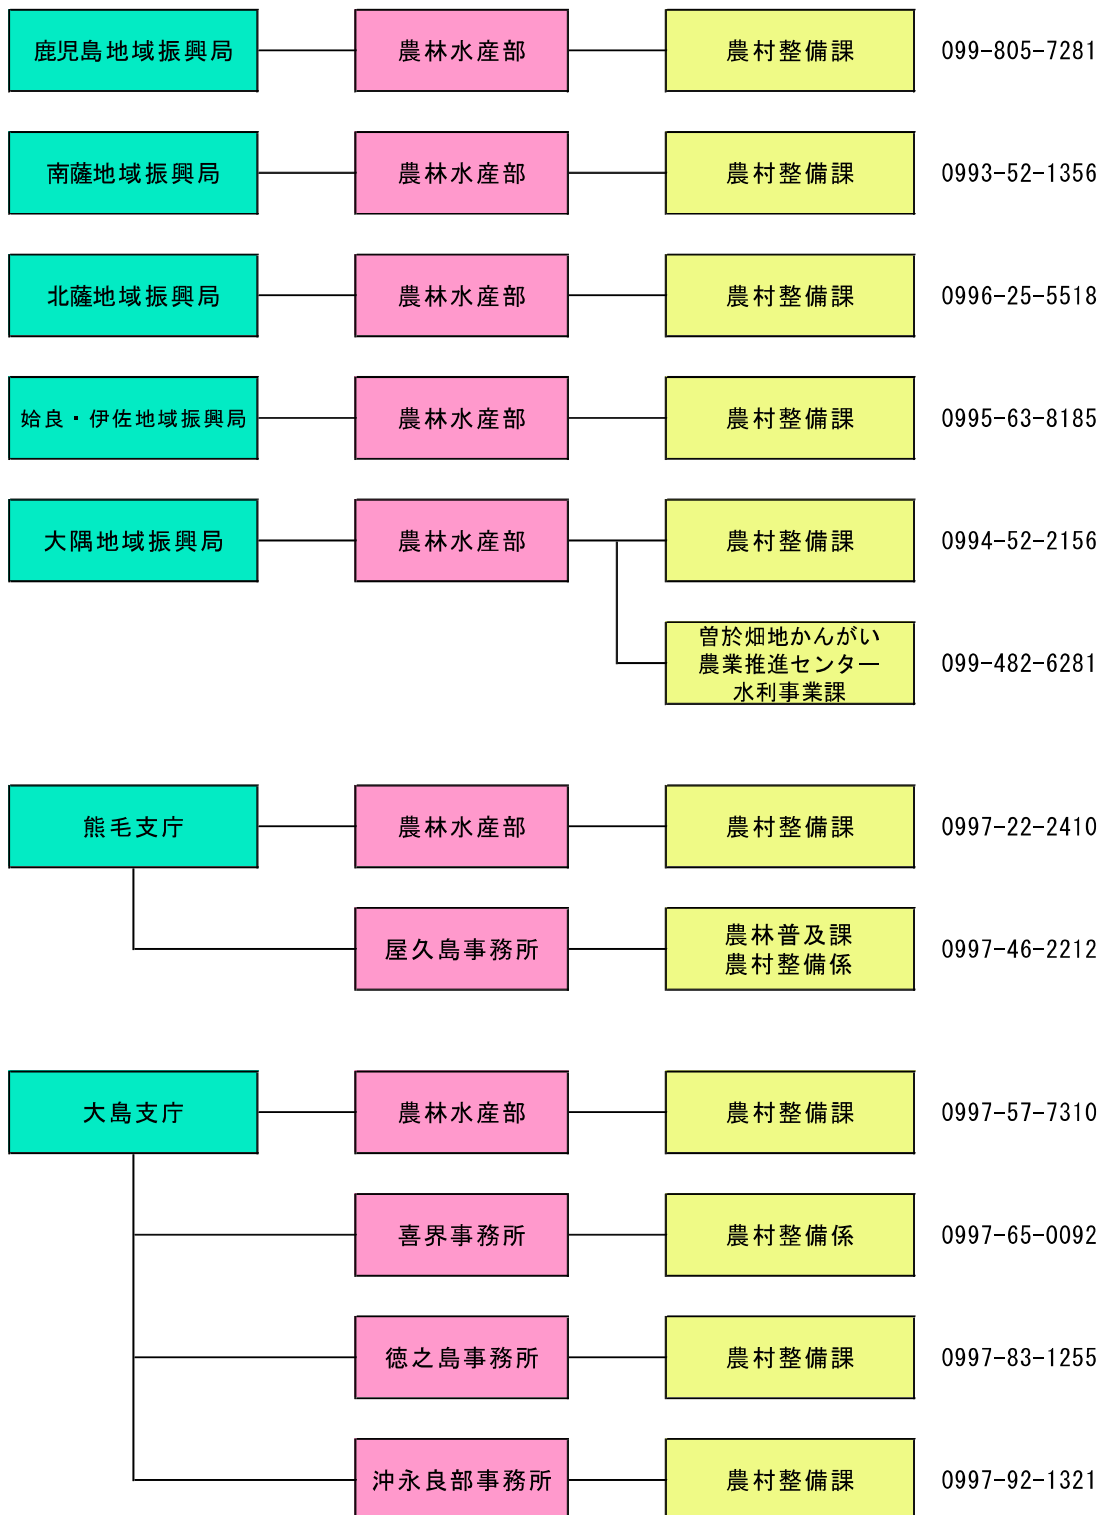 鹿児島地域振興局 農林水産部 農村整備課 099-805-7281
南薩地域振興局 農林水産部 農村整備課 0993-52-1356
北薩地域振興局 農林水産部 農村整備課 0996-25-5518
姶良・伊佐地域振興局 農林水産部 農村整備課 0995-63-8185
大隅地域振興局 農林水産部 農村整備課 0994-52-2156
曽於畑地かんがい
農業推進センター
水利事業課
099-482-6281
熊毛支庁 農林水産部 農村整備課 0997-22-2410
屋久島事務所
農林普及課
農村整備係
0997-46-2212
大島支庁 農林水産部 農村整備課 0997-57-7310
喜界事務所 農村整備係 0997-65-0092
徳之島事務所 農村整備課 0997-83-1255
沖永良部事務所 農村整備課 0997-92-1321